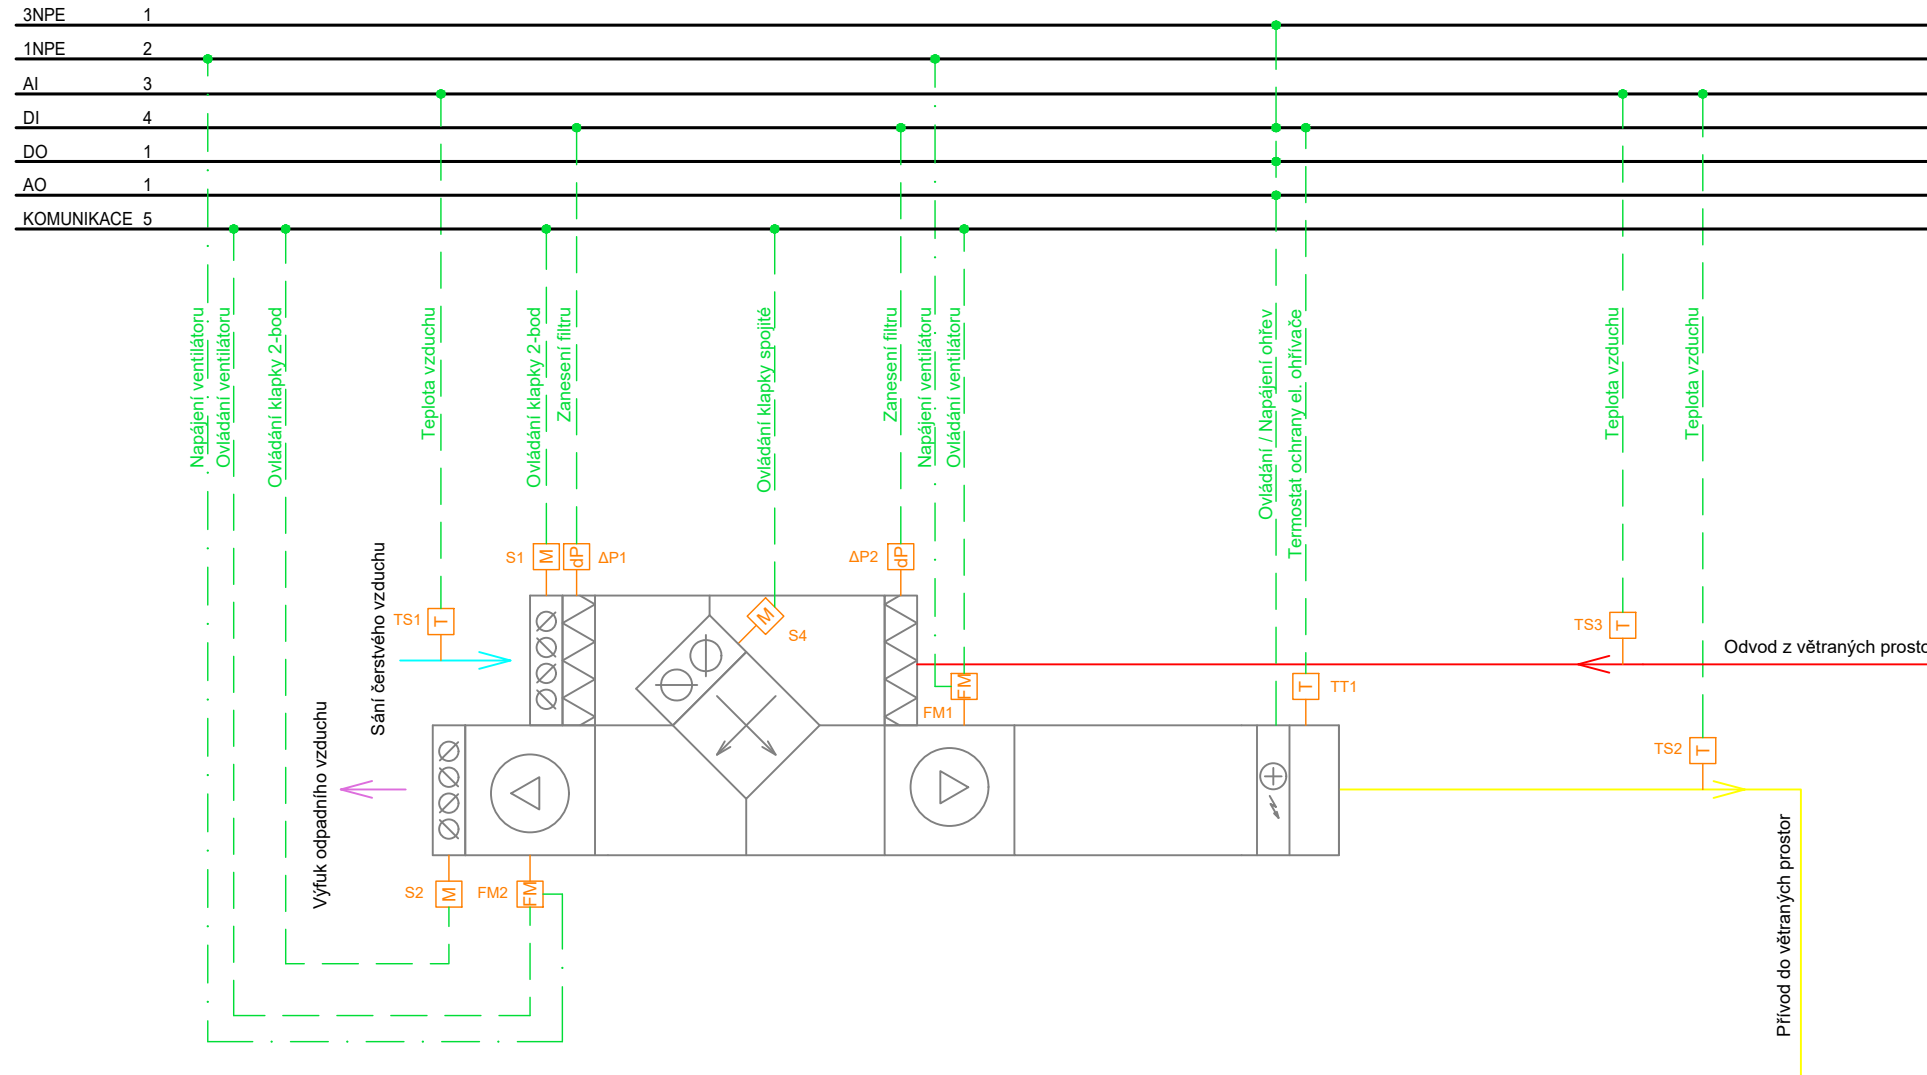 3NPE 1
1NPE 2
AI 3
DI 4
DO 1
AO 1
KOMUNIKACE 5
Napájení ventilátoru
Ovládání ventilátoru
Ovládání klapky 2-bod
Teplota vzduchu
Ovládání klapky 2-bod
Zanesení filtru
Ovládání klapky spojité
Zanesení filtru
Napájení ventilátoru
Ovládání ventilátoru
Ovládání / Napájení ohřev
Termostat ochrany el. ohřívače
Teplota vzduchu
Teplota vzduchu
S1 M dP ΔP1
ΔP2 dP
TS1 T
M S4
TS3 T
Sání čerstvého vzduchu
Odvod z větraných prosto
FM
FM1
T TT1
TS2 T
Výfuk odpadního vzduchu
S2 M
FM2 FM
Přívod do větraných prostor